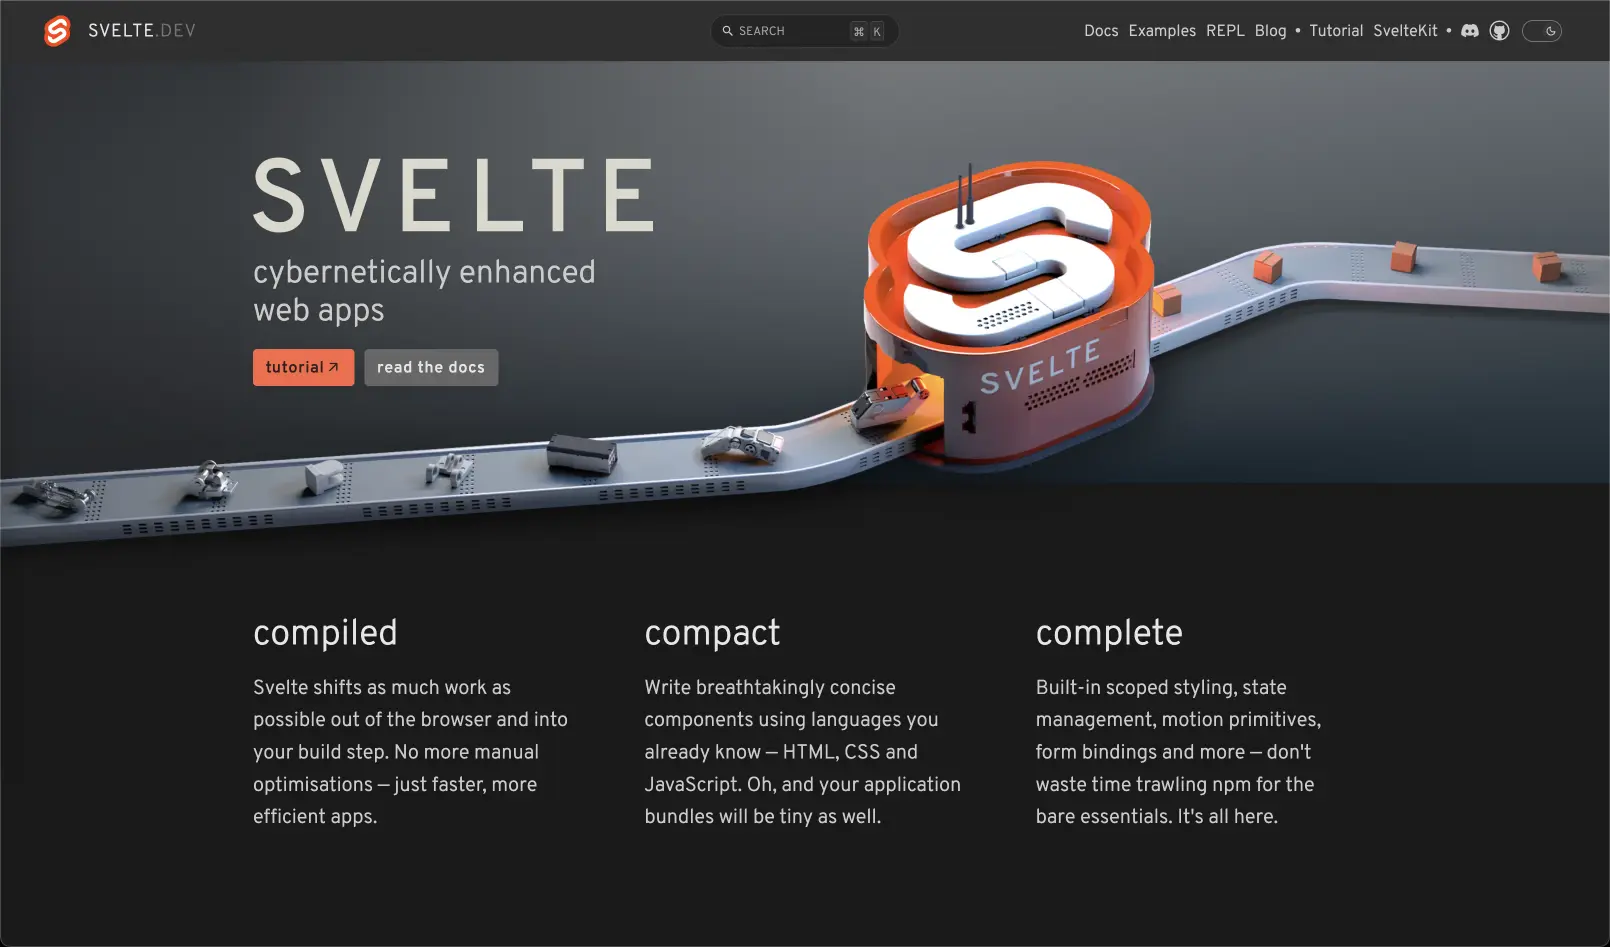 SVELTE.DEV
SEARCH ⌘ K
Docs Examples REPL Blog • Tutorial SvelteKit •
SVELTE
cybernetically enhanced
web apps
tutorial ↗
read the docs
SVELTE
compiled
Svelte shifts as much work as
possible out of the browser and into
your build step. No more manual
optimisations — just faster, more
efficient apps.
compact
Write breathtakingly concise
components using languages you
already know — HTML, CSS and
JavaScript. Oh, and your application
bundles will be tiny as well.
complete
Built-in scoped styling, state
management, motion primitives,
form bindings and more — don't
waste time trawling npm for the
bare essentials. It's all here.